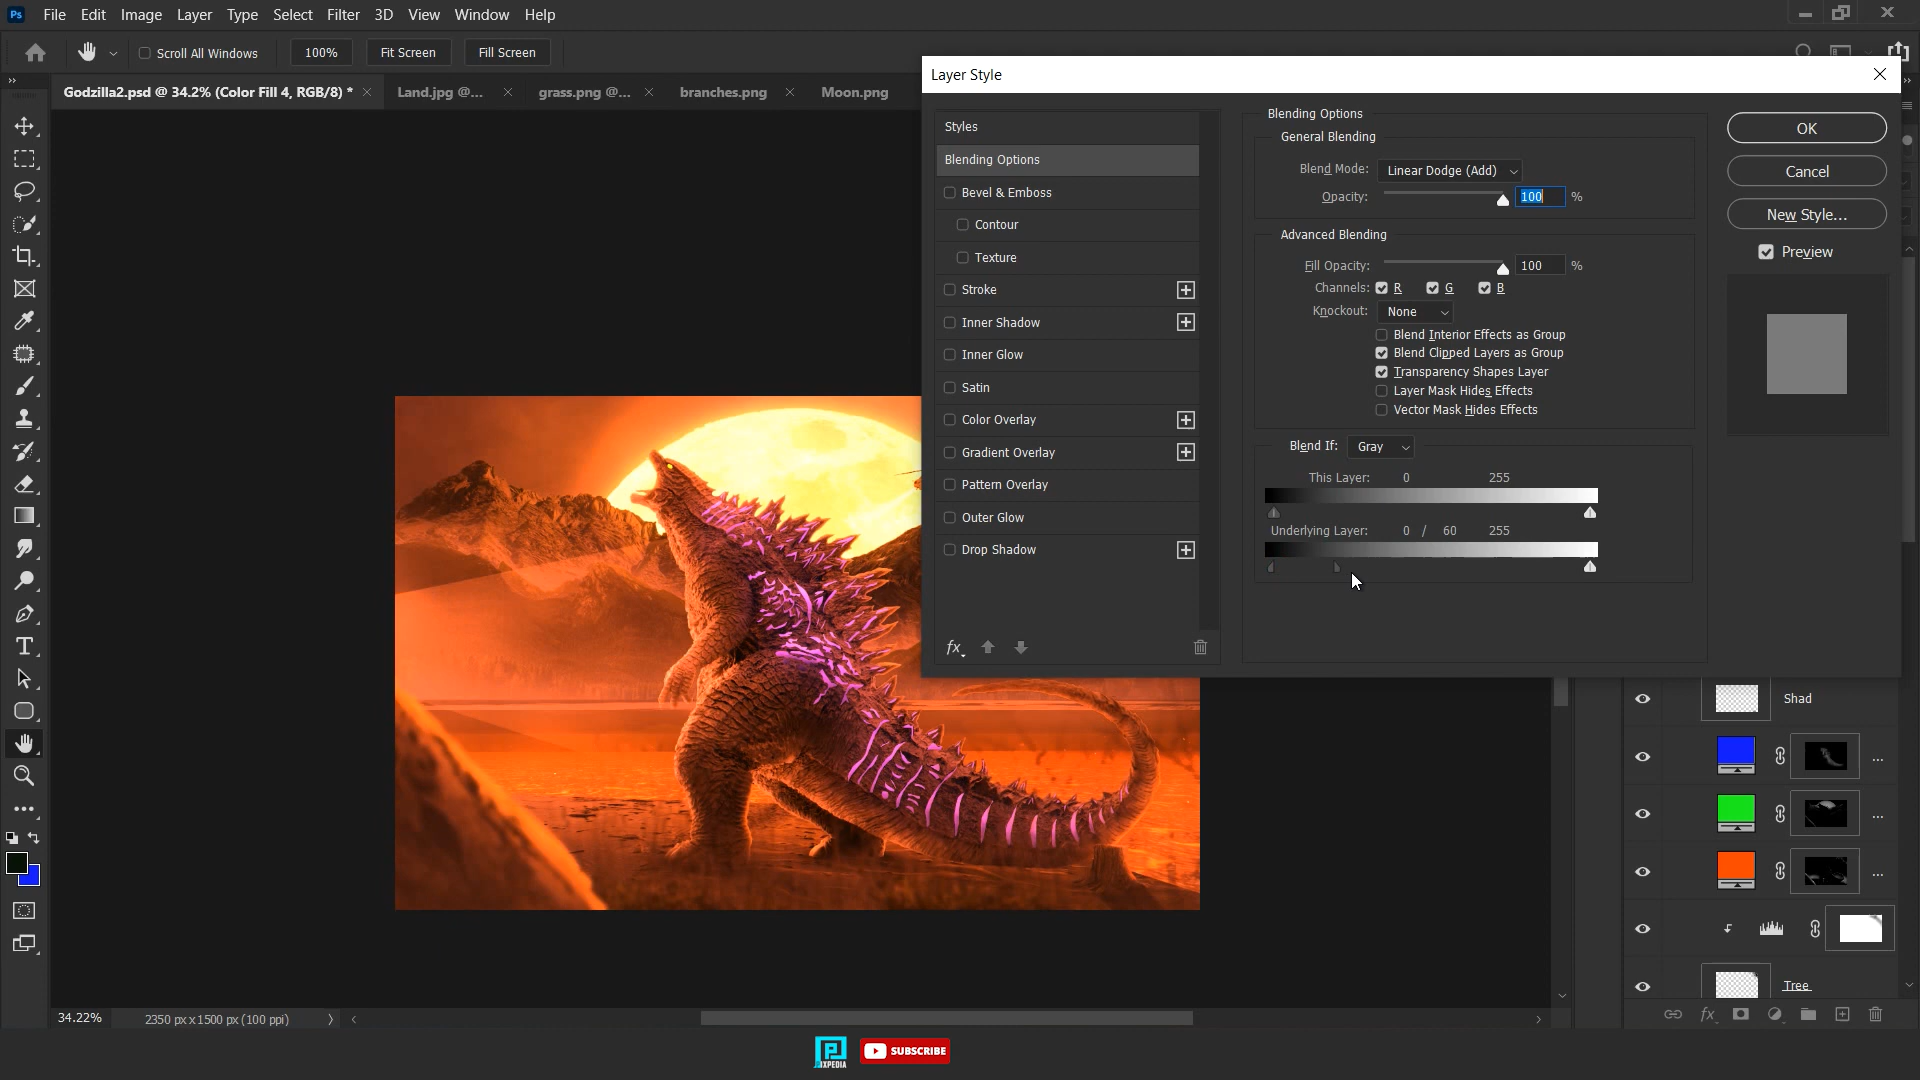 Ps File Edit Image Layer Type Select Filter 3D View Window Help
Scroll All Windows 100% Fit Screen Fill Screen
Godzilla2.psd @ 34.2% (Color Fill 4, RGB/8) * Land.jpg @... grass.png @... branches.png Moon.png
Layer Style
Styles
Blending Options
Bevel & Emboss
Contour
Texture
Stroke
Inner Shadow
Inner Glow
Satin
Color Overlay
Gradient Overlay
Pattern Overlay
Outer Glow
Drop Shadow
fx
Blending Options
General Blending
Blend Mode: Linear Dodge (Add)
Opacity: 100 %
Advanced Blending
Fill Opacity: 100 %
Channels: R G B
Knockout: None
Blend Interior Effects as Group
Blend Clipped Layers as Group
Transparency Shapes Layer
Layer Mask Hides Effects
Vector Mask Hides Effects
Blend If: Gray
This Layer: 0 255
Underlying Layer: 0 / 60 255
OK
Cancel
New Style...
Preview
Shad
...
...
...
Tree
fx
34.22% 2350 px x 1500 px (100 ppi)
PIXPEDIA
SUBSCRIBE